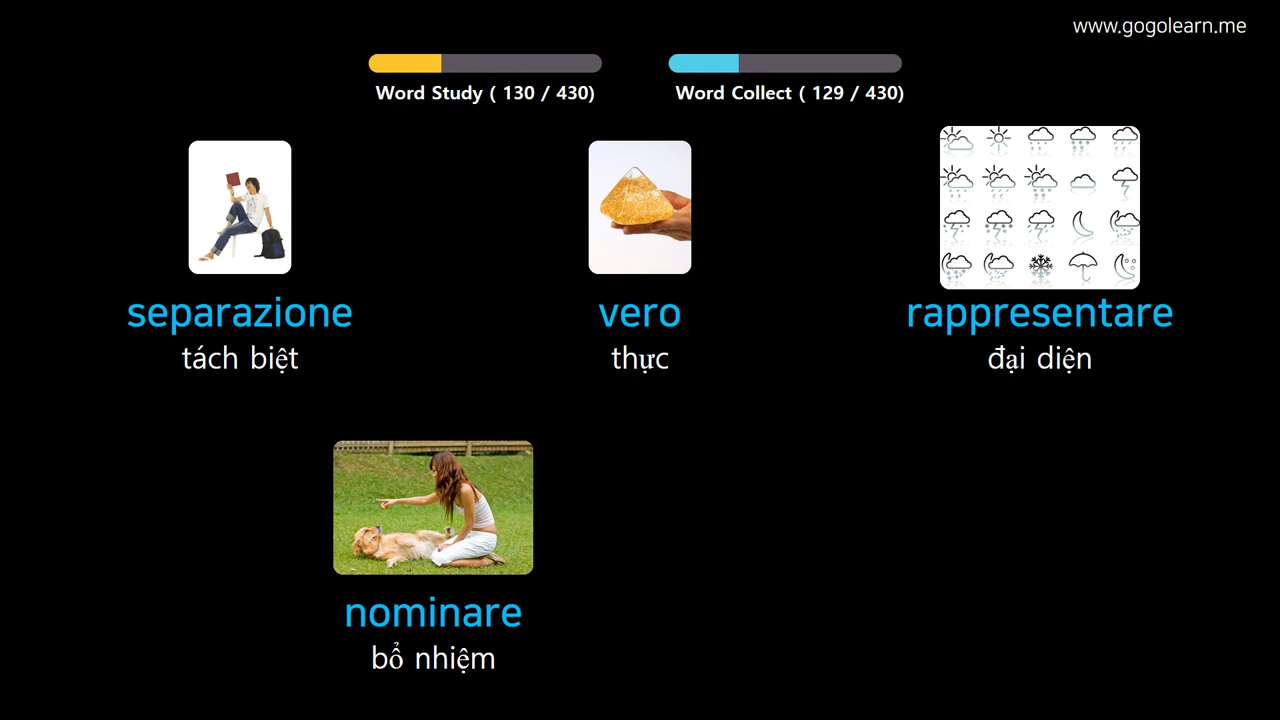 www.gogolearn.me
Word Study ( 130 / 430)
Word Collect ( 129 / 430)
separazione
tách biệt
vero
thực
rappresentare
đại diện
nominare
bổ nhiệm